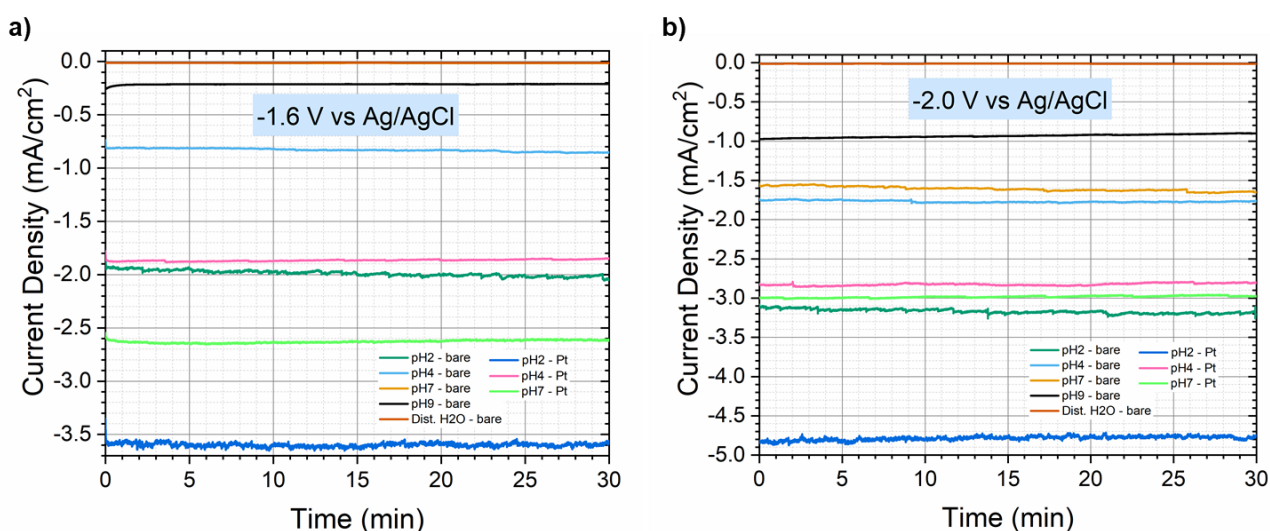 a)
0.0
-0.5
-1.0
-1.5
-2.0
-2.5
-3.0
-3.5
Current Density (mA/cm²)
-1.6 V vs Ag/AgCl
pH2 - bare
pH4 - bare
pH7 - bare
pH9 - bare
Dist. H2O - bare
pH2 - Pt
pH4 - Pt
pH7 - Pt
0 5 10 15 20 25 30
Time (min)
b)
0.0
-0.5
-1.0
-1.5
-2.0
-2.5
-3.0
-3.5
-4.0
-4.5
-5.0
Current Density (mA/cm²)
-2.0 V vs Ag/AgCl
pH2 - bare
pH4 - bare
pH7 - bare
pH9 - bare
Dist. H2O - bare
pH2 - Pt
pH4 - Pt
pH7 - Pt
0 5 10 15 20 25 30
Time (min)